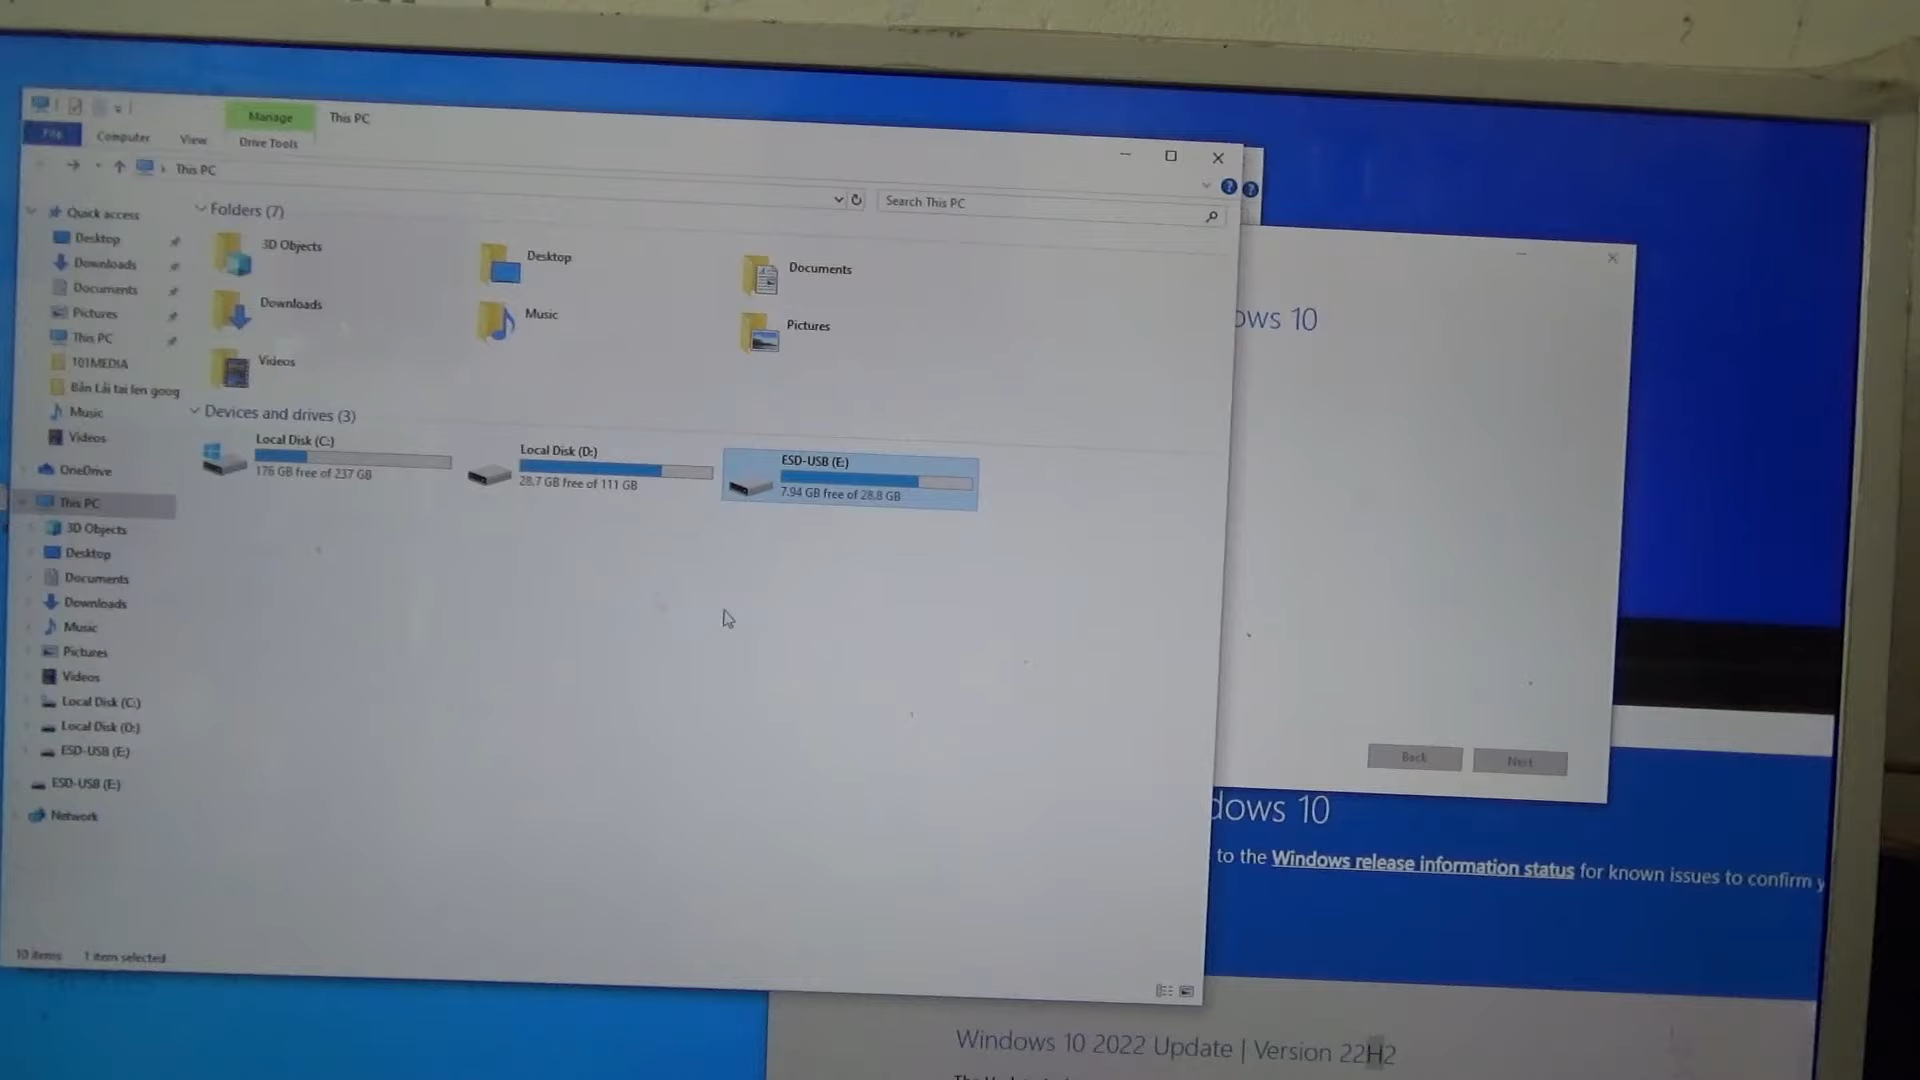 Manage
This PC
File
Computer
View
Drive Tools
This PC
Search This PC
Quick access
Desktop
Downloads
Documents
Pictures
This PC
101MEDIA
Bản Lải tai len goog
Music
Videos
OneDrive
This PC
3D Objects
Desktop
Documents
Downloads
Music
Pictures
Videos
Local Disk (C:)
Local Disk (D:)
ESD-USB (E:)
ESD-USB (E:)
Network
Folders (7)
3D Objects
Desktop
Documents
Downloads
Music
Pictures
Videos
Devices and drives (3)
Local Disk (C:)
176 GB free of 237 GB
Local Disk (D:)
28.7 GB free of 111 GB
ESD-USB (E:)
7.94 GB free of 28.8 GB
10 items 1 item selected
ows 10
Back
Next
dows 10
to the Windows release information status for known issues to confirm y
Windows 10 2022 Update | Version 22H2